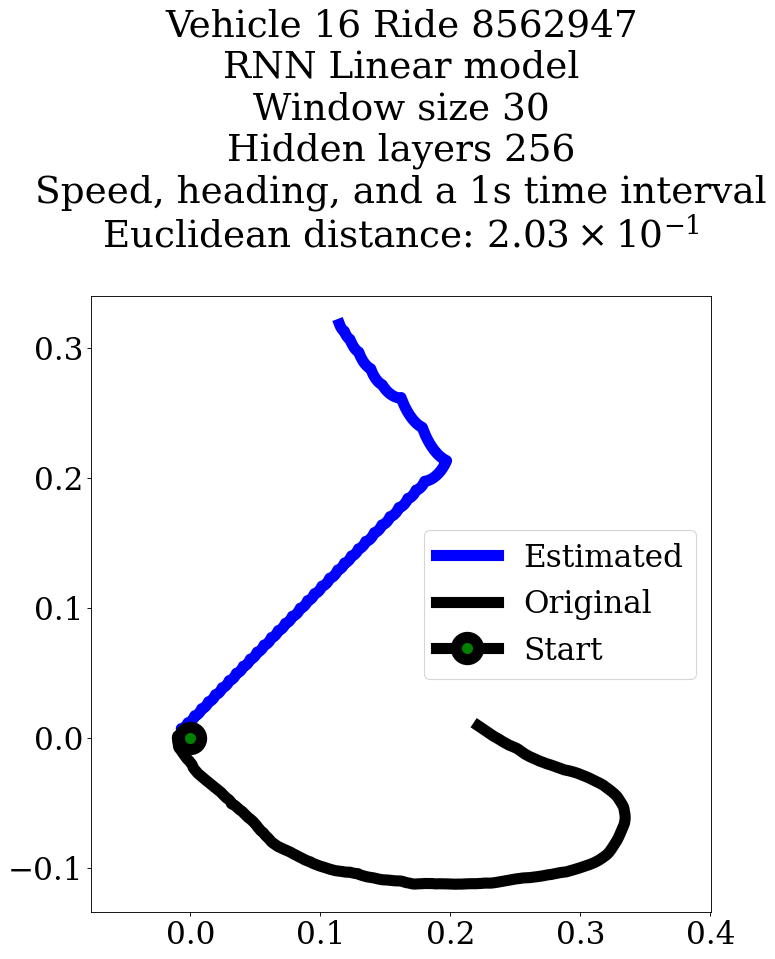 Vehicle 16 Ride 8562947
RNN Linear model
Window size 30
Hidden layers 256
Speed, heading, and a 1s time interval
Euclidean distance: 2.03 × 10⁻¹
0.3
0.2
0.1
0.0
−0.1
Estimated
Original
Start
0.0
0.1
0.2
0.3
0.4